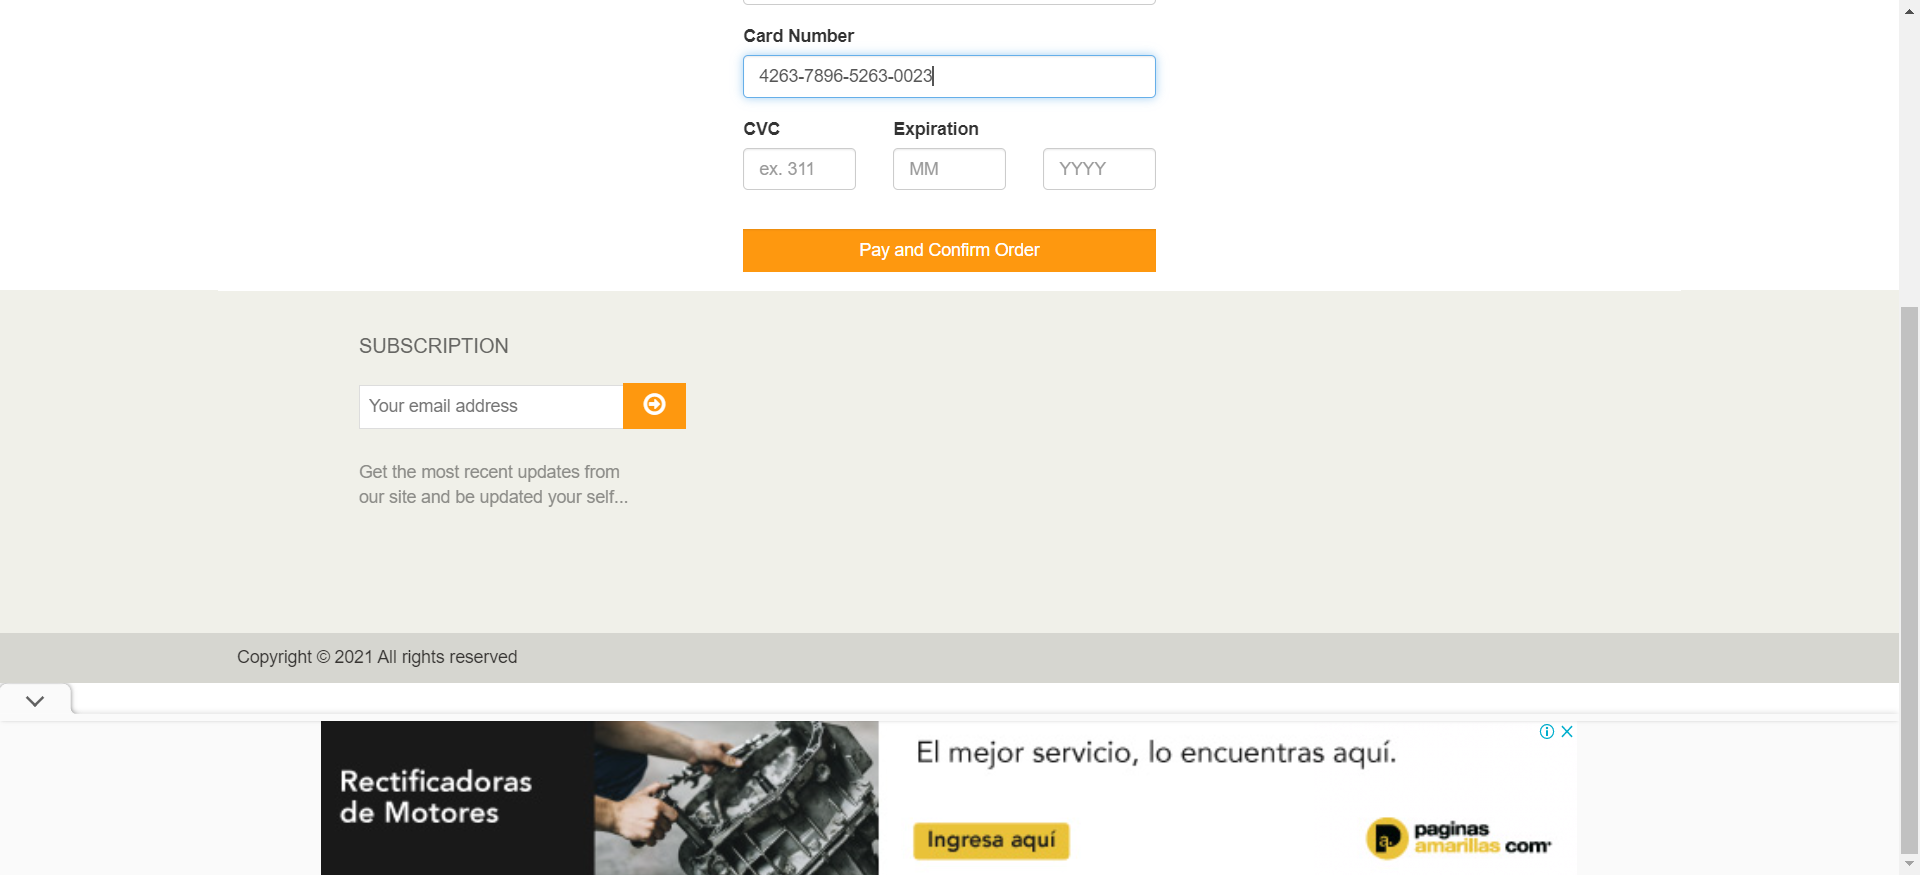 Card Number
4263-7896-5263-0023
CVC Expiration
ex. 311 MM YYYY
Pay and Confirm Order
SUBSCRIPTION
Your email address
Get the most recent updates from
our site and be updated your self...
Copyright © 2021 All rights reserved
Rectificadoras
de Motores
El mejor servicio, lo encuentras aquí.
Ingresa aquí
paginas
amarillas com